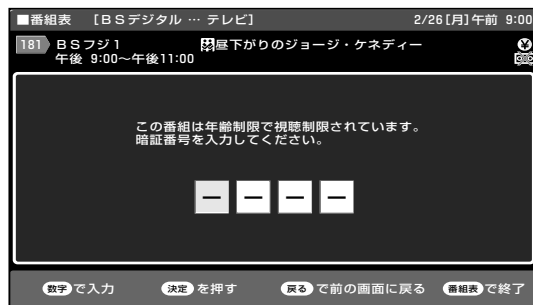 ■番組表 [BSデジタル … テレビ] 2/26[月]午前 9:00
181 BSフジ1 昼下がりのジョージ・ケネディー
午後 9:00~午後11:00
この番組は年齢制限で視聴制限されています。
暗証番号を入力してください。
― ― ― ―
数字で入力 決定を押す 戻るで前の画面に戻る 番組表で終了